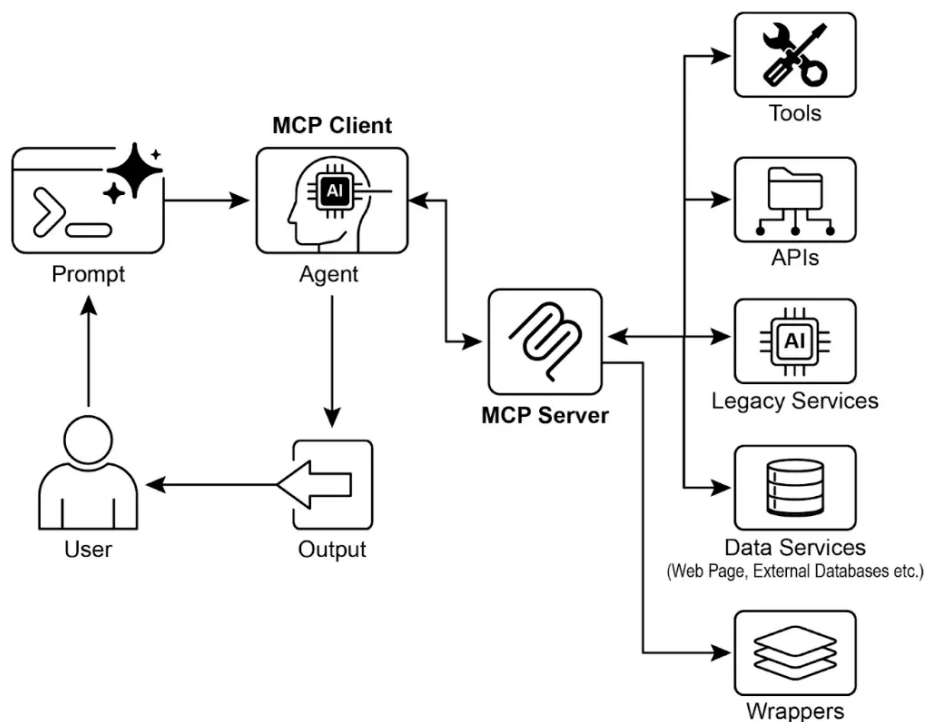 Tools
MCP Client
AI
Prompt
Agent
APIs
AI
Legacy Services
MCP Server
User
Output
Data Services
(Web Page, External Databases etc.)
Wrappers